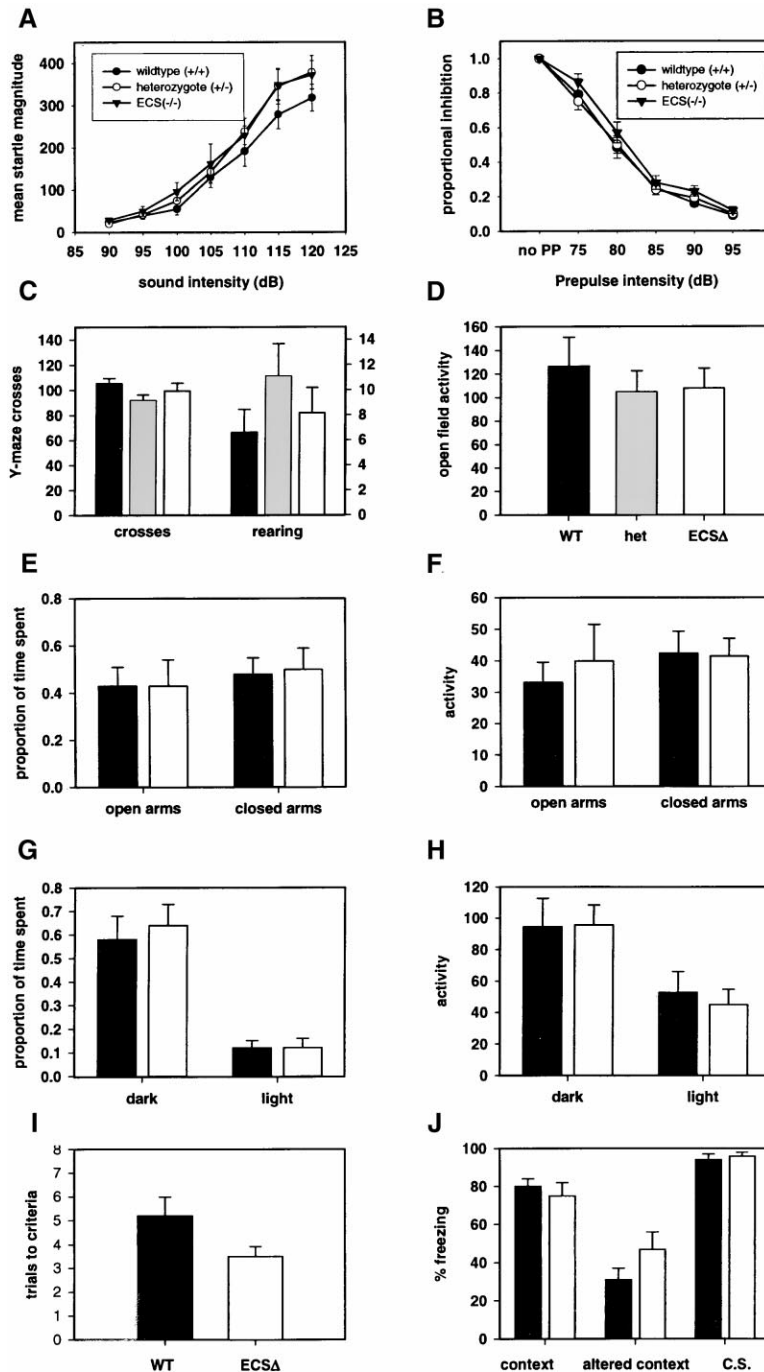 A
mean startle magnitude
400
300
200
100
0
wildtype (+/+)
heterozygote (+/-)
ECS(-/-)
85 90 95 100 105 110 115 120 125
sound intensity (dB)
B
proportional inhibition
1.0
0.8
0.6
0.4
0.2
0.0
wildtype (+/+)
heterozygote (+/-)
ECS(-/-)
no PP 75 80 85 90 95
Prepulse intensity (dB)
C
Y-maze crosses
140
120
100
80
60
40
20
0
14
12
10
8
6
4
2
0
crosses rearing
D
open field activity
160
140
120
100
80
60
40
20
0
WT het ECSΔ
E
proportion of time spent
0.8
0.6
0.4
0.2
0.0
open arms closed arms
F
activity
60
50
40
30
20
10
0
open arms closed arms
G
proportion of time spent
0.8
0.7
0.6
0.5
0.4
0.3
0.2
0.1
0.0
dark light
H
activity
120
100
80
60
40
20
0
dark light
I
trials to criteria
8
7
6
5
4
3
2
1
0
WT ECSΔ
J
% freezing
100
80
60
40
20
0
context altered context C.S.